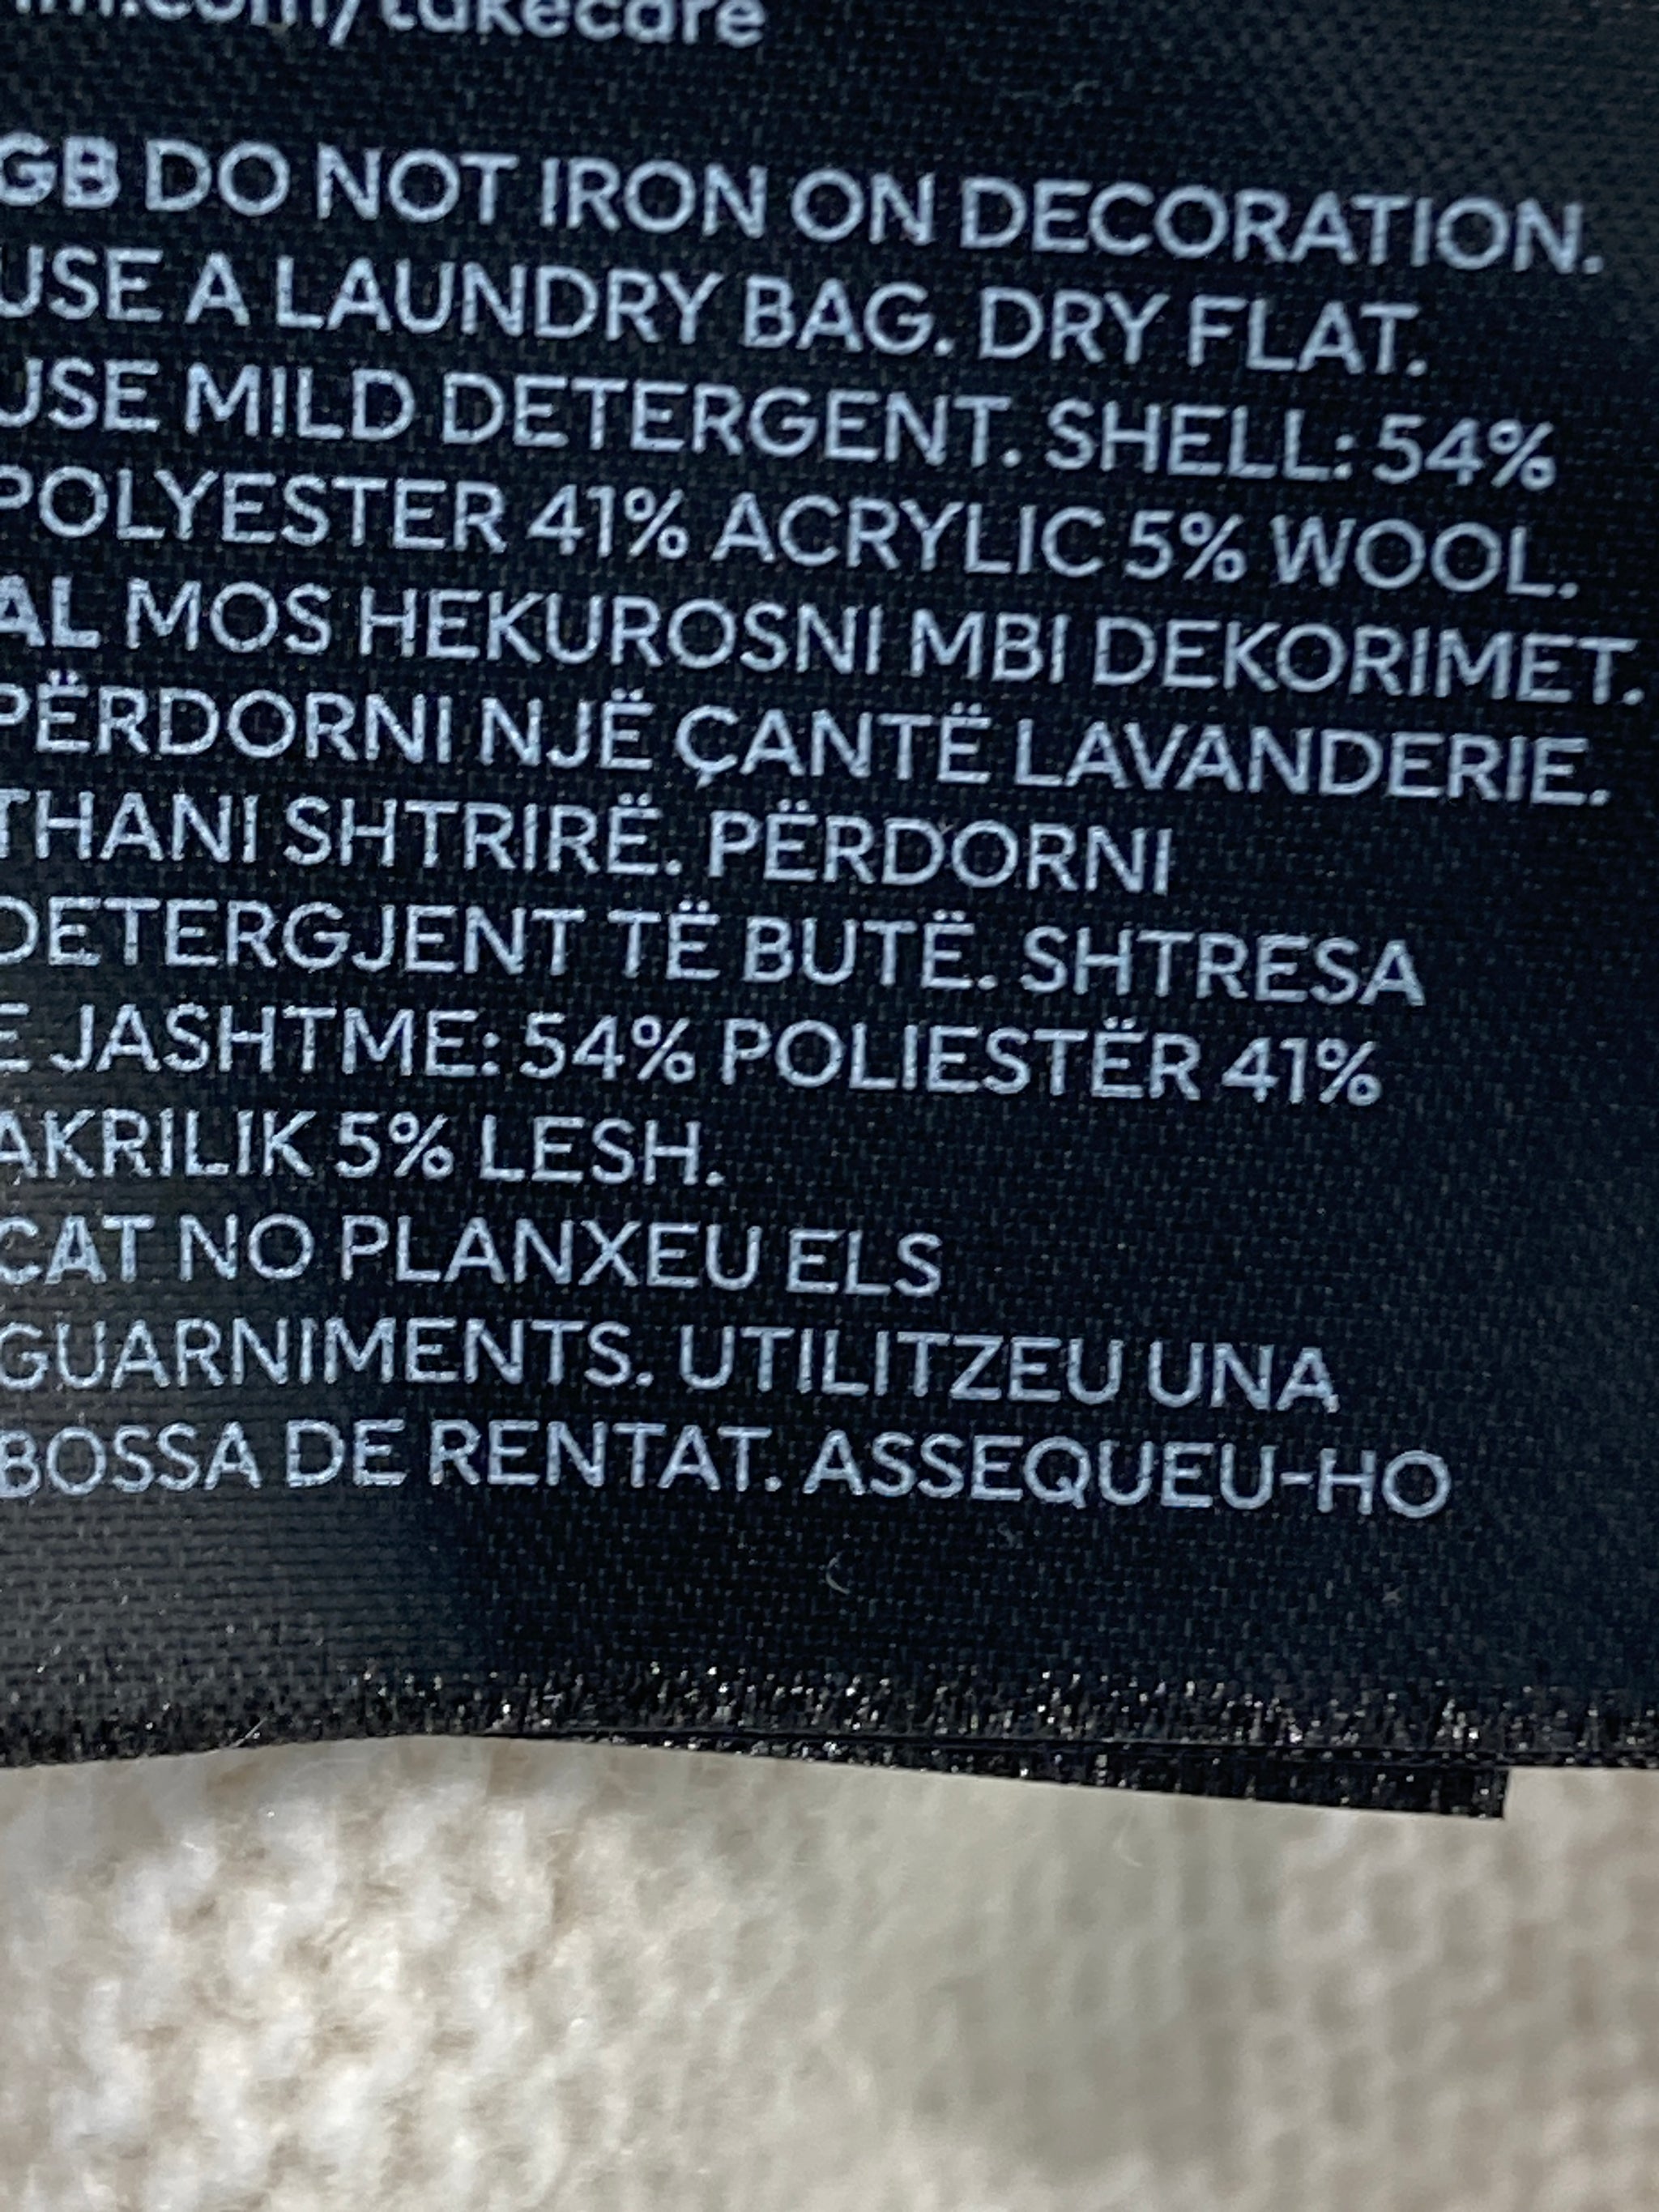 takecare
GB DO NOT IRON ON DECORATION.
USE A LAUNDRY BAG. DRY FLAT.
USE MILD DETERGENT. SHELL: 54%
POLYESTER 41% ACRYLIC 5% WOOL.
AL MOS HEKUROSNI MBI DEKORIMET.
PËRDORNI NJË ÇANTË LAVANDERIE.
THANI SHTRIRË. PËRDORNI
DETERGJENT TË BUTË. SHTRESA
E JASHTME: 54% POLIESTËR 41%
AKRILIK 5% LESH.
CAT NO PLANXEU ELS
GUARNIMENTS. UTILITZEU UNA
BOSSA DE RENTAT. ASSEQUEU-HO